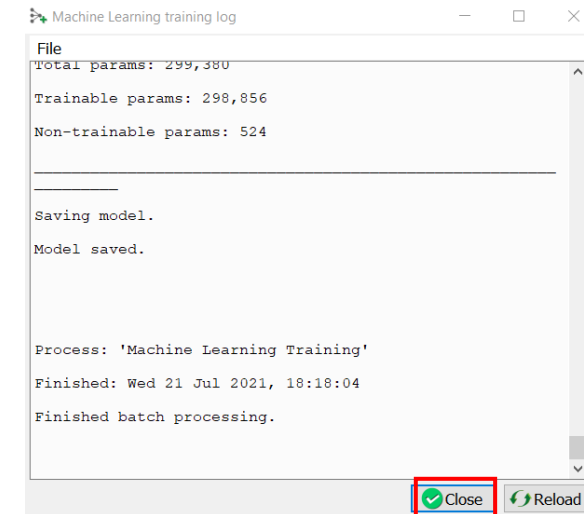 Machine Learning training log
File
Total params: 299,380
Trainable params: 298,856
Non-trainable params: 524
Saving model.
Model saved.
Process: 'Machine Learning Training'
Finished: Wed 21 Jul 2021, 18:18:04
Finished batch processing.
Close Reload